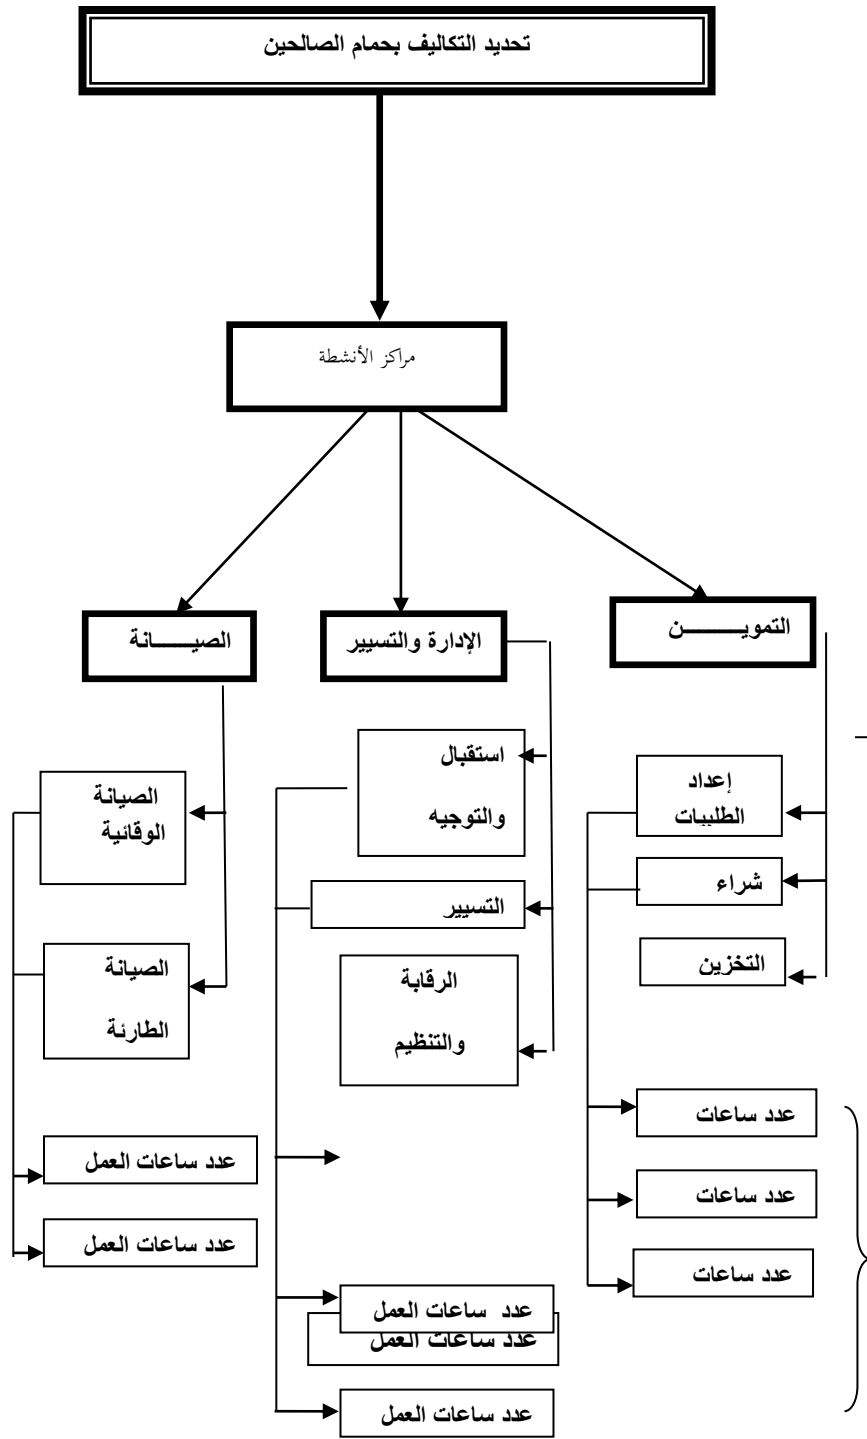 تحديد التكاليف بحمام الصالحين
مراكز الأنشطة
التمويــــــــن
الإدارة والتسيير
الصيـــــانة
إعداد
الطلبيات
شراء
التخزين
استقبال
والتوجيه
التسيير
الرقابة
والتنظيم
الصيانة
الوقائية
الصيانة
الطارئة
عدد ساعات
عدد ساعات
عدد ساعات
عدد ساعات العمل
عدد ساعات العمل
عدد ساعات العمل
عدد ساعات العمل
عدد ساعات العمل